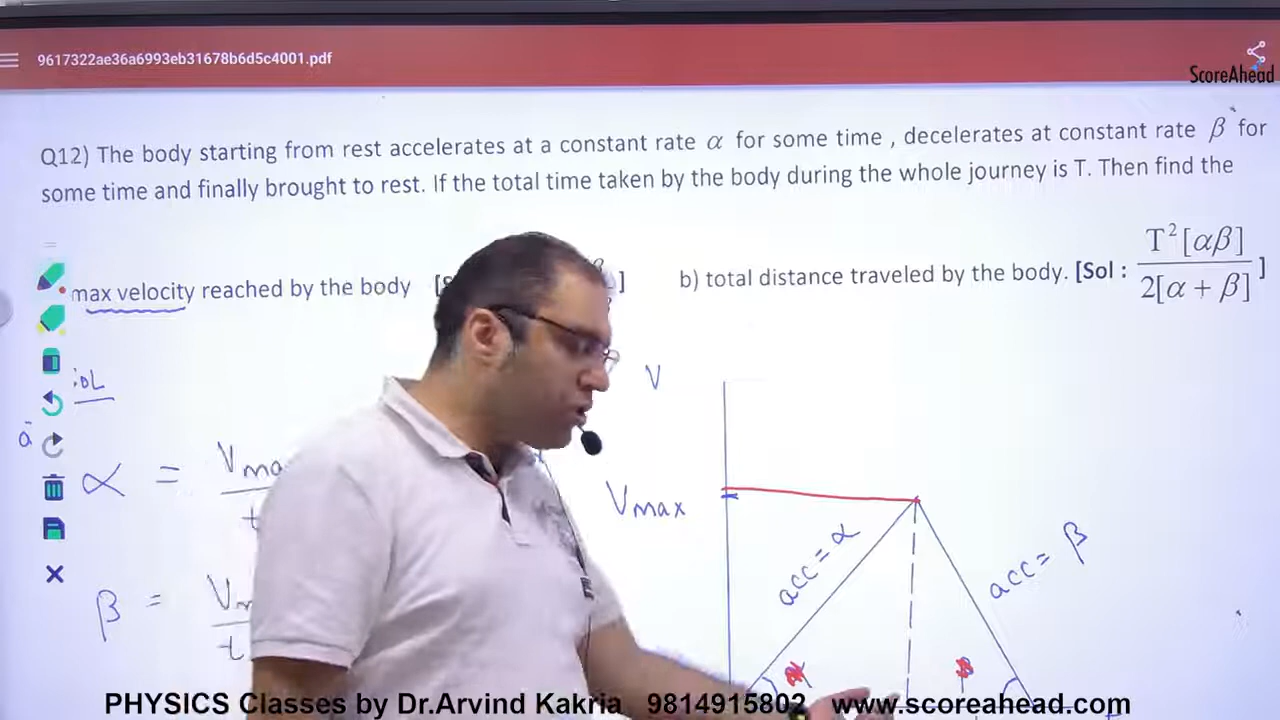 9617322ae36a6993eb31678b6d5c4001.pdf
ScoreAhead
Q12) The body starting from rest accelerates at a constant rate α for some time , decelerates at constant rate β for
some time and finally brought to rest. If the total time taken by the body during the whole journey is T. Then find the
max velocity reached by the body [ ] b) total distance traveled by the body. [Sol : T²[αβ] / 2[α + β] ]
V
α =
Vmax
acc = α
acc = β
β =
PHYSICS Classes by Dr.Arvind Kakria 9814915802 www.scoreahead.com